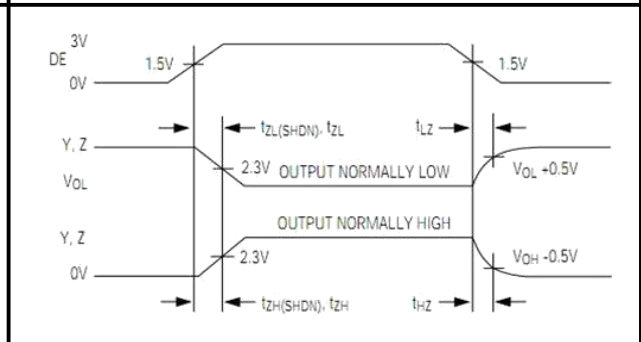 3V
DE
1.5V
1.5V
0V
tZL(SHDN), tZL
tLZ
Y, Z
2.3V
OUTPUT NORMALLY LOW
VOL +0.5V
VOL
OUTPUT NORMALLY HIGH
Y, Z
2.3V
VOH -0.5V
0V
tZH(SHDN), tZH
tHZ